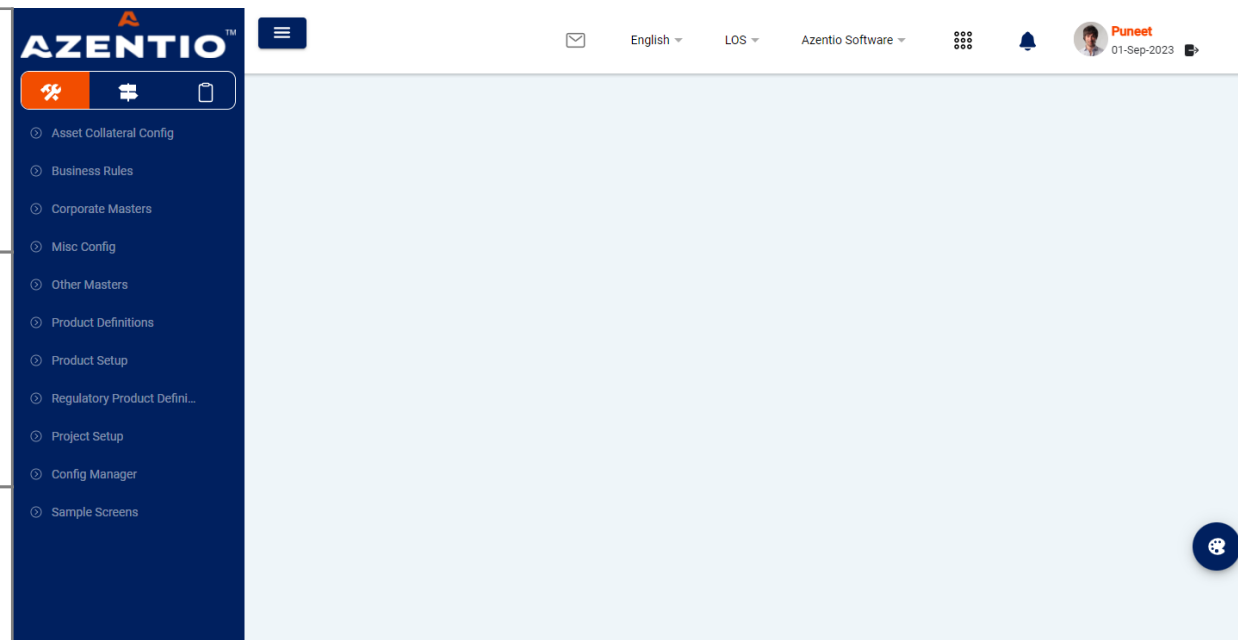 AZENTIO™
English
LOS
Azentio Software
Puneet
01-Sep-2023
Asset Collateral Config
Business Rules
Corporate Masters
Misc Config
Other Masters
Product Definitions
Product Setup
Regulatory Product Defini...
Project Setup
Config Manager
Sample Screens